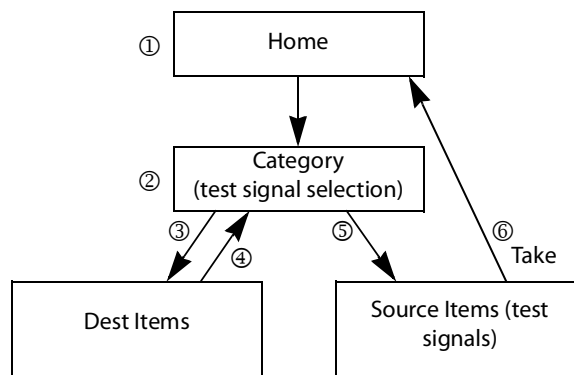 ① Home
Category
② (test signal selection)
③ ④ ⑤ ⑥
Take
Dest Items
Source Items (test
signals)